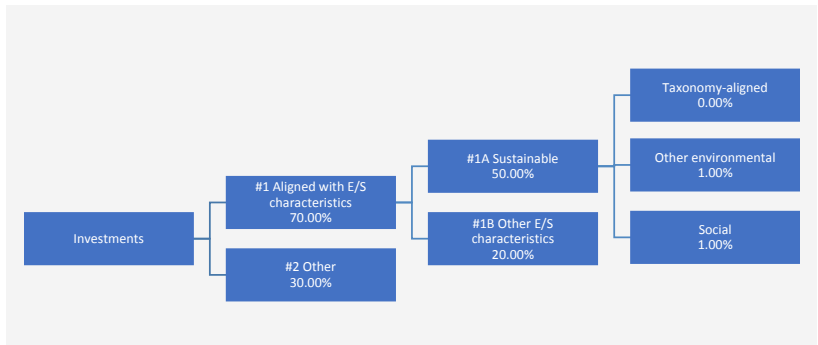 Investments
#1 Aligned with E/S
characteristics
70.00%
#2 Other
30.00%
#1A Sustainable
50.00%
#1B Other E/S
characteristics
20.00%
Taxonomy-aligned
0.00%
Other environmental
1.00%
Social
1.00%